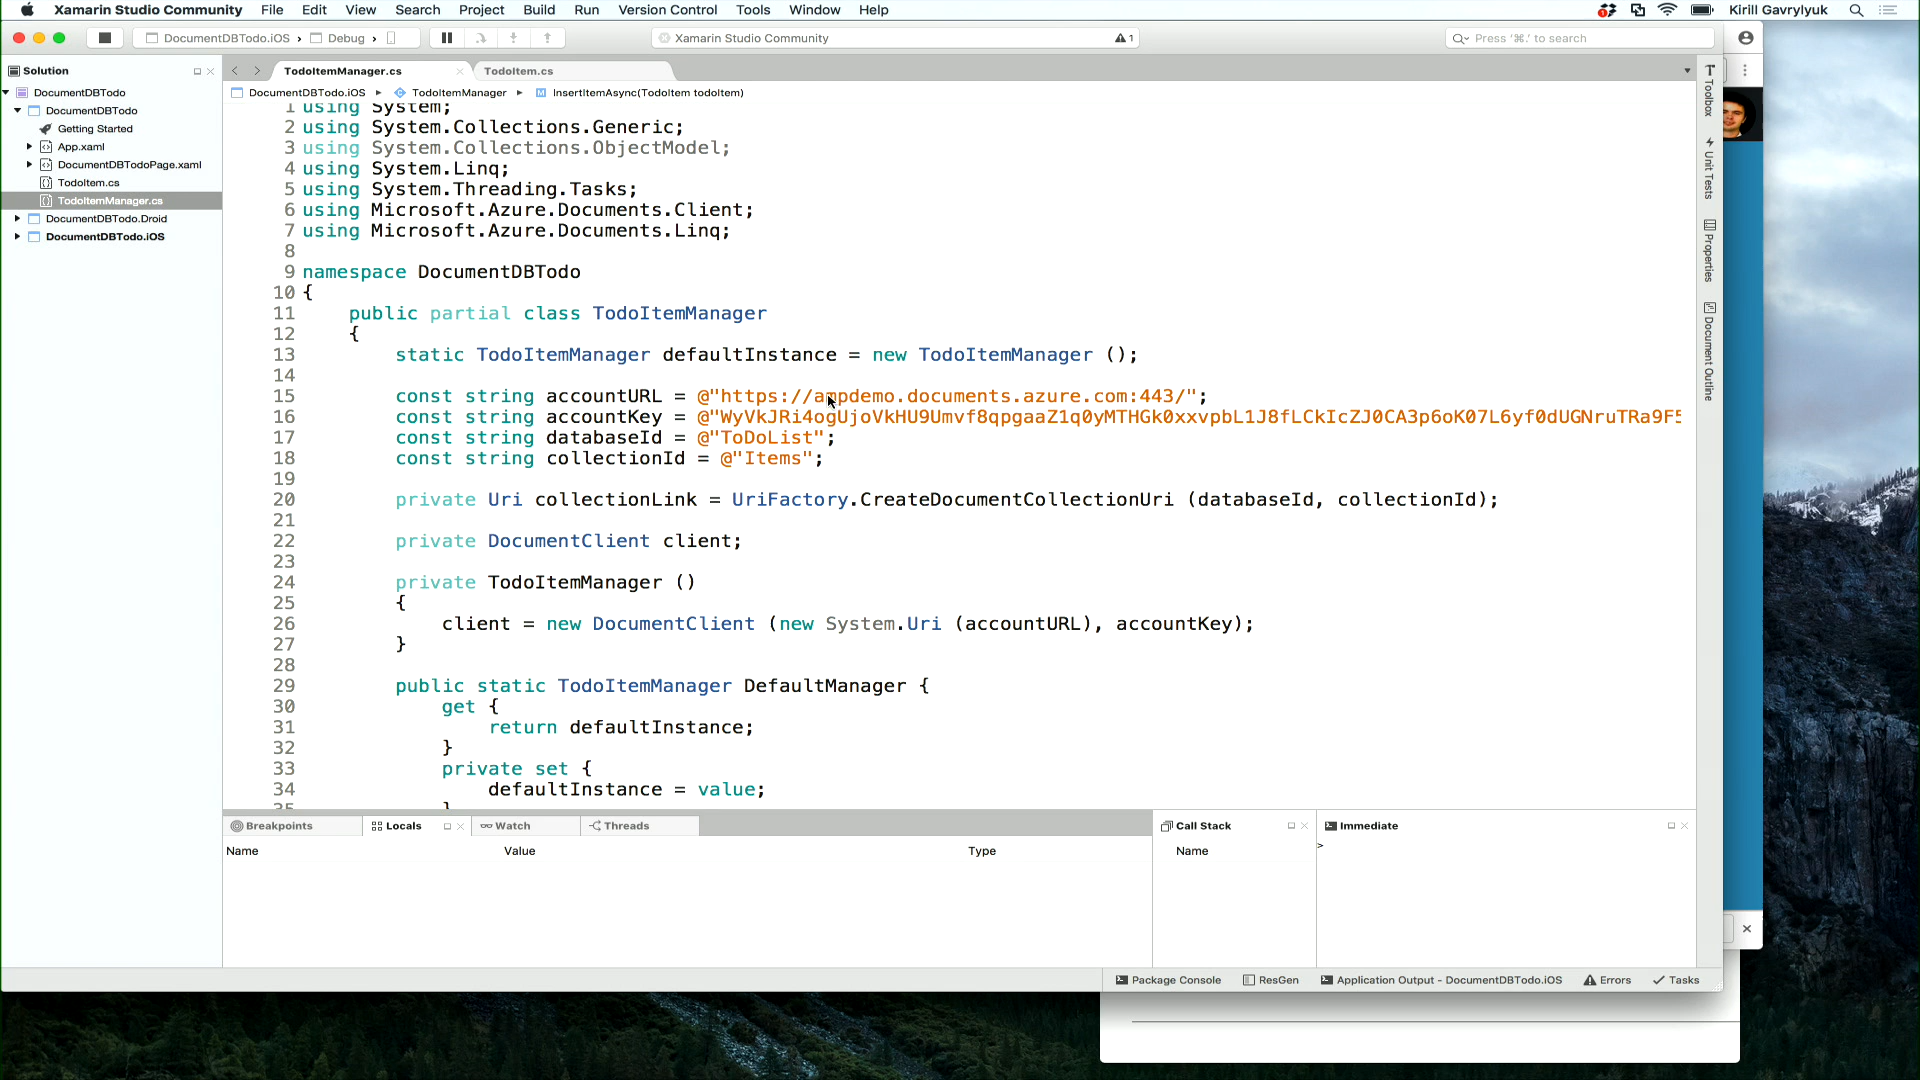 Xamarin Studio Community File Edit View Search Project Build Run Version Control Tools Window Help Kirill Gavrylyuk
DocumentDBTodo.iOS › Debug › Xamarin Studio Community 1 Press '⌘.' to search
Solution
DocumentDBTodo
DocumentDBTodo
Getting Started
App.xaml
DocumentDBTodoPage.xaml
TodoItem.cs
TodoItemManager.cs
DocumentDBTodo.Droid
DocumentDBTodo.iOS
TodoItemManager.cs TodoItem.cs
DocumentDBTodo.iOS TodoItemManager InsertItemAsync(TodoItem todoItem)
1 using System;
2 using System.Collections.Generic;
3 using System.Collections.ObjectModel;
4 using System.Linq;
5 using System.Threading.Tasks;
6 using Microsoft.Azure.Documents.Client;
7 using Microsoft.Azure.Documents.Linq;
8
9 namespace DocumentDBTodo
10 {
11 public partial class TodoItemManager
12 {
13 static TodoItemManager defaultInstance = new TodoItemManager ();
14
15 const string accountURL = @"https://appdemo.documents.azure.com:443/";
16 const string accountKey = @"WyVkJRi4ogUjoVkHU9Umvf8qpgaaZ1q0yMTHGk0xxvpbL1J8fLCkIcZJ0CA3p6oK07L6yf0dUGNruTRa9F5
17 const string databaseId = @"ToDoList";
18 const string collectionId = @"Items";
19
20 private Uri collectionLink = UriFactory.CreateDocumentCollectionUri (databaseId, collectionId);
21
22 private DocumentClient client;
23
24 private TodoItemManager ()
25 {
26 client = new DocumentClient (new System.Uri (accountURL), accountKey);
27 }
28
29 public static TodoItemManager DefaultManager {
30 get {
31 return defaultInstance;
32 }
33 private set {
34 defaultInstance = value;
35 }
Toolbox
Unit Tests
Properties
Document Outline
Breakpoints Locals Watch Threads
Name Value Type
Call Stack
Name
Immediate
>
Package Console ResGen Application Output - DocumentDBTodo.iOS Errors Tasks